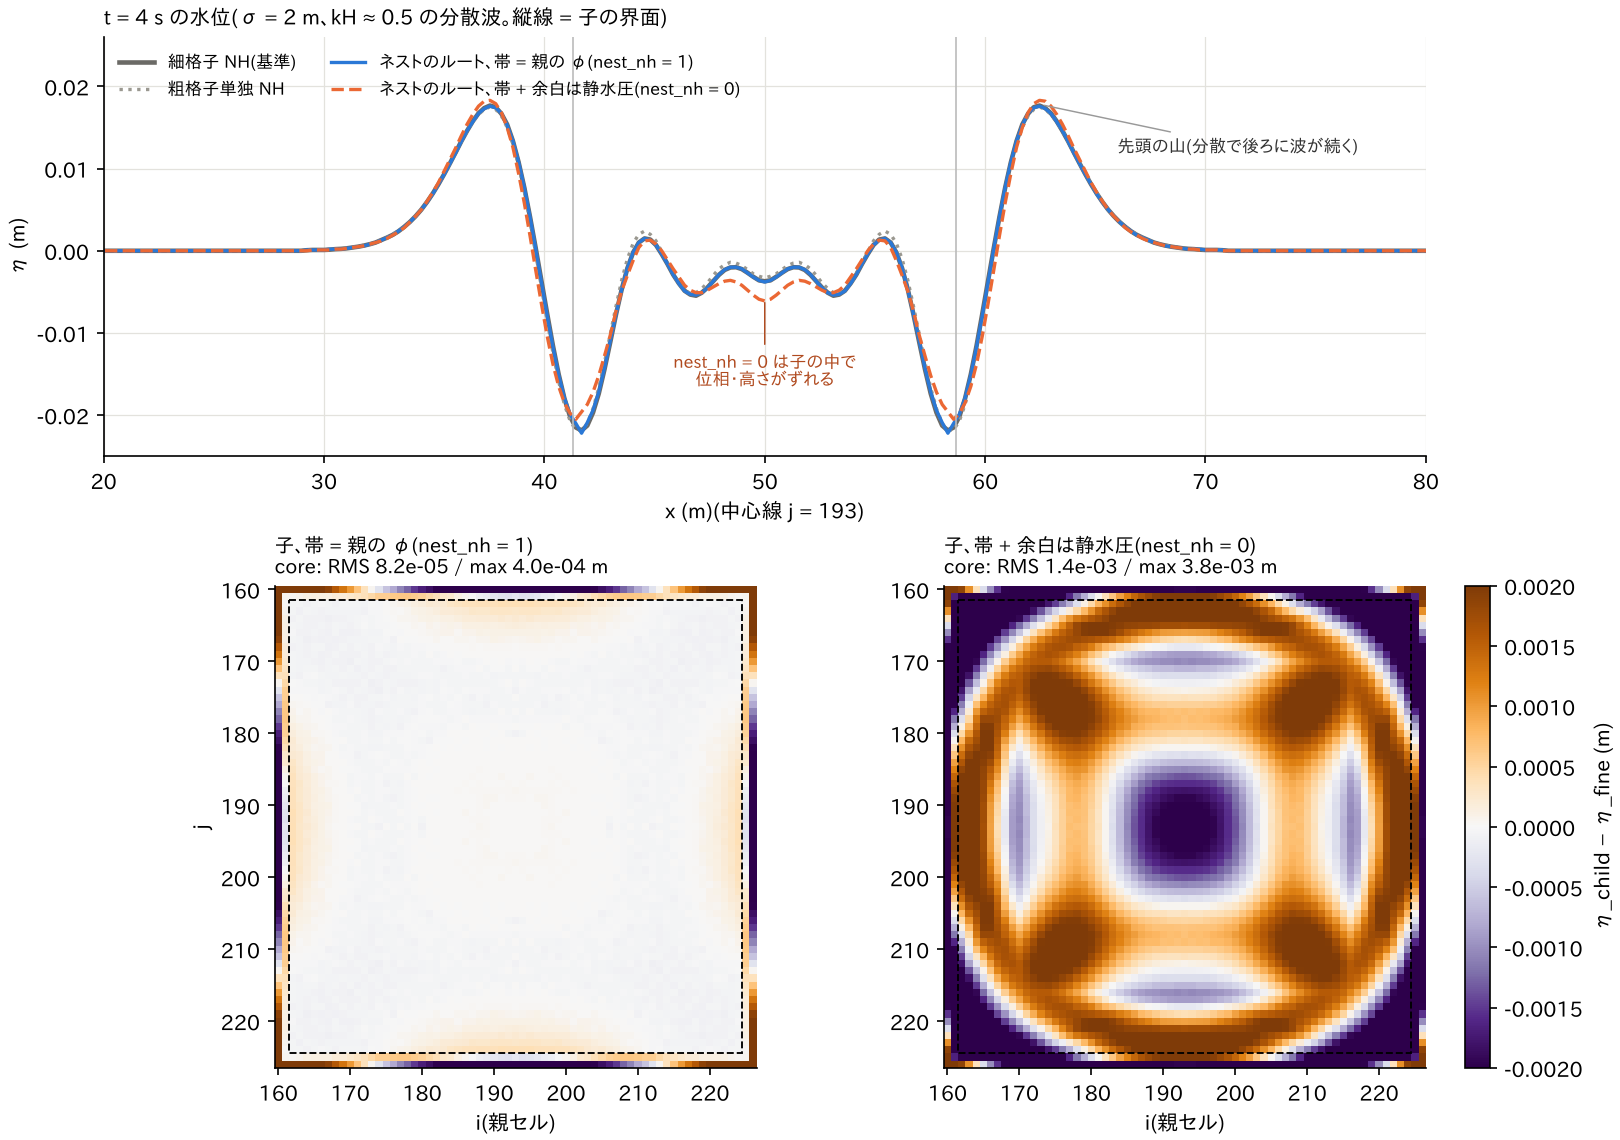 t = 4 s の水位(σ = 2 m、kH ≈ 0.5 の分散波。縦線 = 子の界面)
細格子 NH(基準)
粗格子単独 NH
ネストのルート、帯 = 親の φ(nest_nh = 1)
ネストのルート、帯 + 余白は静水圧(nest_nh = 0)
先頭の山(分散で後ろに波が続く)
nest_nh = 0 は子の中で
位相・高さがずれる
η (m)
0.02
0.01
0.00
-0.01
-0.02
20 30 40 50 60 70 80
x (m)(中心線 j = 193)
子、帯 = 親の φ(nest_nh = 1)
core: RMS 8.2e-05 / max 4.0e-04 m
j
160
170
180
190
200
210
220
160 170 180 190 200 210 220
i(親セル)
子、帯 + 余白は静水圧(nest_nh = 0)
core: RMS 1.4e-03 / max 3.8e-03 m
160
170
180
190
200
210
220
160 170 180 190 200 210 220
i(親セル)
0.0020
0.0015
0.0010
0.0005
0.0000
-0.0005
-0.0010
-0.0015
-0.0020
η_child − η_fine (m)